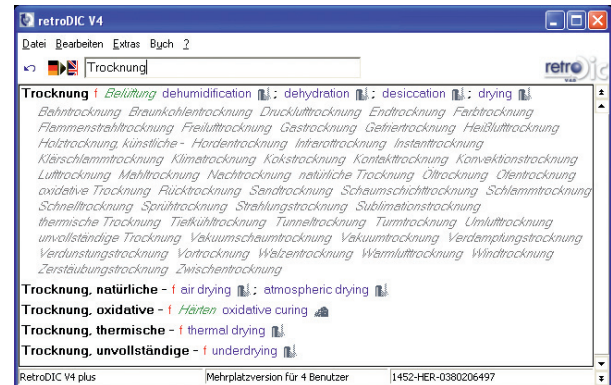 retroDIC V4
Datei Bearbeiten Extras Buch ?
Trocknung
retro
Trocknung f Belüftung dehumidification ; dehydration ; desiccation ; drying
Bahntrocknung Braunkohlentrocknung Drucklufttrocknung Endtrocknung Farbtrocknung
Flammenstrahltrocknung Freilufttrocknung Gastrocknung Gefriertrocknung Heißlufttrocknung
Holztrocknung, künstliche - Hordentrocknung Infrarottrocknung Instanttrocknung
Klärschlammtrocknung Klimatrocknung Kokstrocknung Kontakttrocknung Konvektionstrocknung
Lufttrocknung Mahltrocknung Nachtrocknung natürliche Trocknung Öltrocknung Ofentrocknung
oxidative Trocknung Rücktrocknung Sandtrocknung Schaumschichttrocknung Schlammtrocknung
Schnelltrocknung Sprühtrocknung Strahlungstrocknung Sublimationstrocknung
thermische Trocknung Tiefkühltrocknung Tunneltrocknung Turmtrocknung Umlufttrocknung
unvollständige Trocknung Vakuumschaumtrocknung Vakuumtrocknung Verdampfungstrocknung
Verdunstungstrocknung Vortrocknung Walzentrocknung Warmlufttrocknung Windtrocknung
Zerstäubungstrocknung Zwischentrocknung
Trocknung, natürliche - f air drying ; atmospheric drying
Trocknung, oxidative - f Härten oxidative curing
Trocknung, thermische - f thermal drying
Trocknung, unvollständige - f underdrying
RetroDIC V4 plus Mehrplatzversion für 4 Benutzer 1452-HER-0380206497